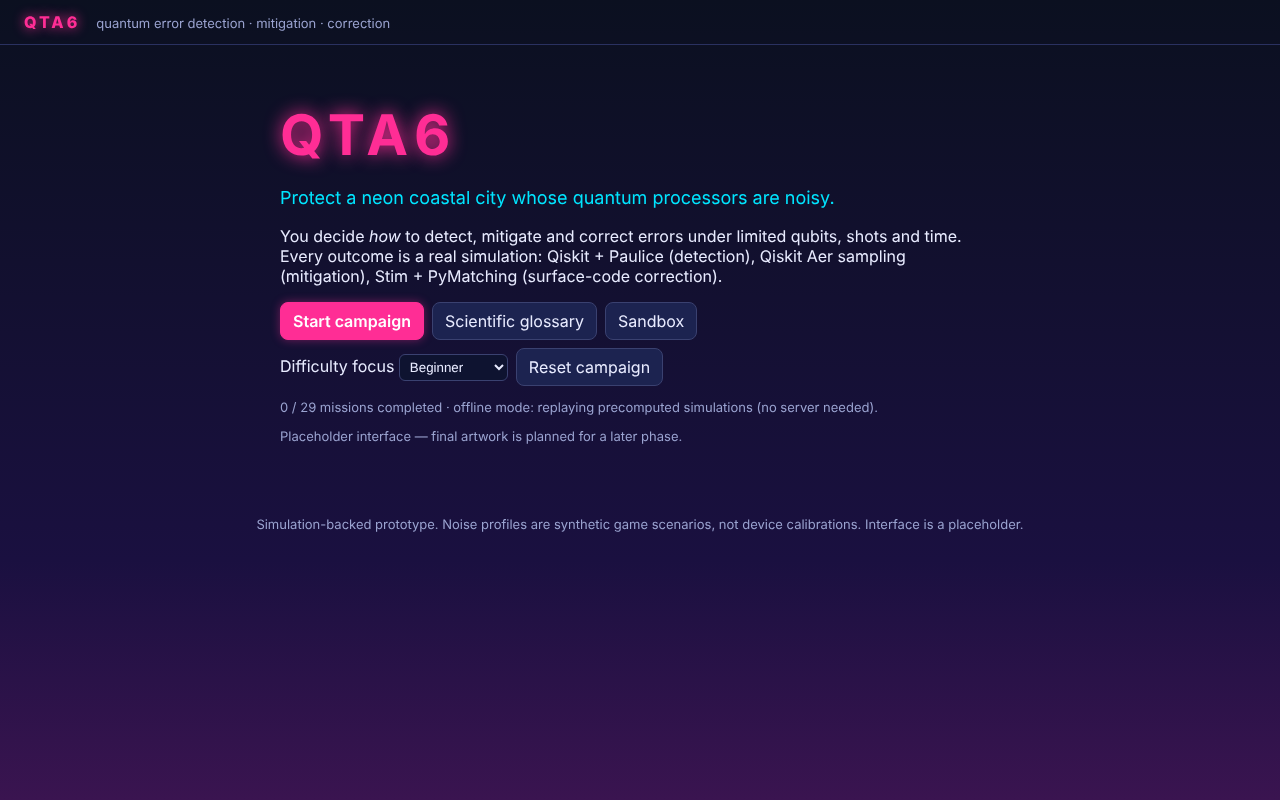 QTA6 quantum error detection · mitigation · correction
QTA6
Protect a neon coastal city whose quantum processors are noisy.
You decide how to detect, mitigate and correct errors under limited qubits, shots and time.
Every outcome is a real simulation: Qiskit + Paulice (detection), Qiskit Aer sampling
(mitigation), Stim + PyMatching (surface-code correction).
Start campaign Scientific glossary Sandbox
Difficulty focus Beginner Reset campaign
0 / 29 missions completed · offline mode: replaying precomputed simulations (no server needed).
Placeholder interface — final artwork is planned for a later phase.
Simulation-backed prototype. Noise profiles are synthetic game scenarios, not device calibrations. Interface is a placeholder.